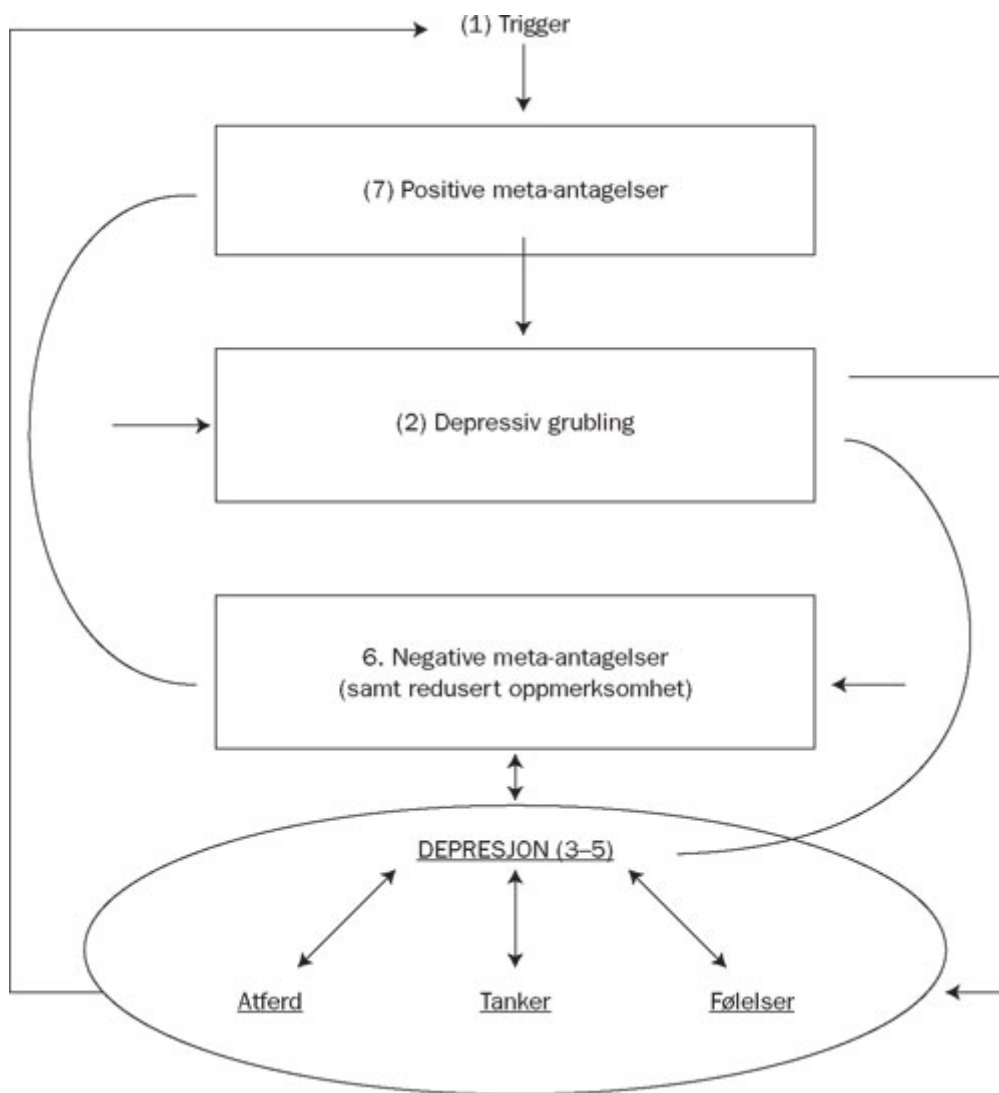 (1) Trigger
(7) Positive meta-antagelser
(2) Depressiv grubling
6. Negative meta-antagelser
(samt redusert oppmerksomhet)
DEPRESJON (3–5)
Atferd
Tanker
Følelser